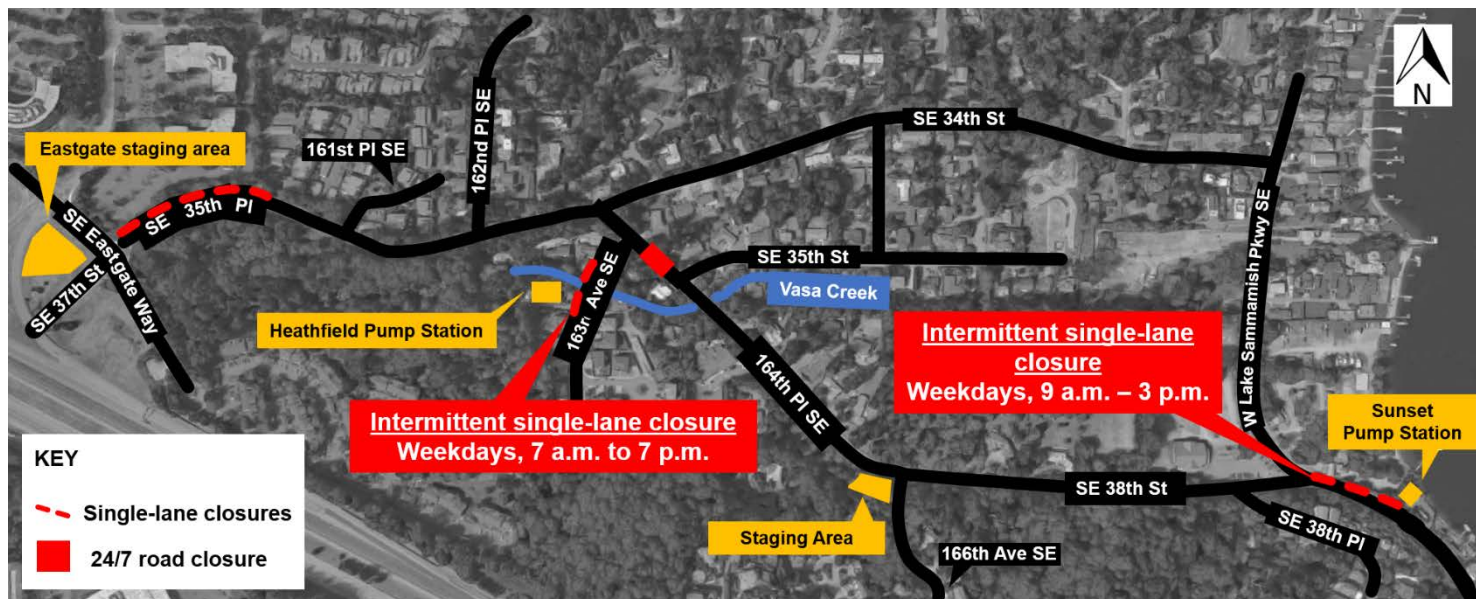 N
Eastgate staging area
161st Pl SE
162nd Pl SE
SE 34th St
SE 35th Pl
SE Eastgate Way
SE 37th St
SE 35th St
Vasa Creek
Heathfield Pump Station
163rd Ave SE
164th Pl SE
W Lake Sammamish Pkwy SE
Intermittent single-lane
closure
Weekdays, 9 a.m. – 3 p.m.
Intermittent single-lane closure
Weekdays, 7 a.m. to 7 p.m.
Sunset
Pump Station
SE 38th St
SE 38th Pl
Staging Area
166th Ave SE
KEY
Single-lane closures
24/7 road closure